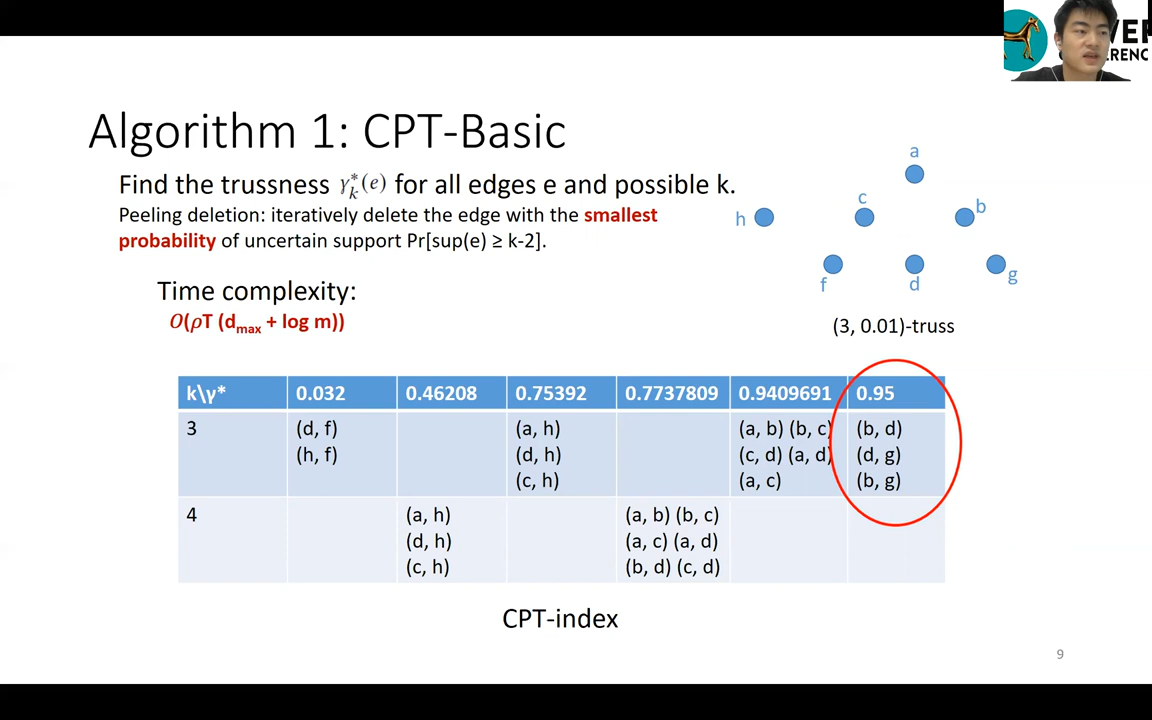 Algorithm 1: CPT-Basic
Find the trussness γ*k(e) for all edges e and possible k.
Peeling deletion: iteratively delete the edge with the smallest
probability of uncertain support Pr[sup(e) ≥ k-2].
Time complexity:
O(ρT (dmax + log m))
a
h
c
b
f
d
g
(3, 0.01)-truss
k\γ* 0.032 0.46208 0.75392 0.7737809 0.9409691 0.95
3 (d, f) (a, h) (a, b) (b, c) (b, d)
(h, f) (d, h) (c, d) (a, d) (d, g)
(c, h) (a, c) (b, g)
4 (a, h) (a, b) (b, c)
(d, h) (a, c) (a, d)
(c, h) (b, d) (c, d)
CPT-index
9